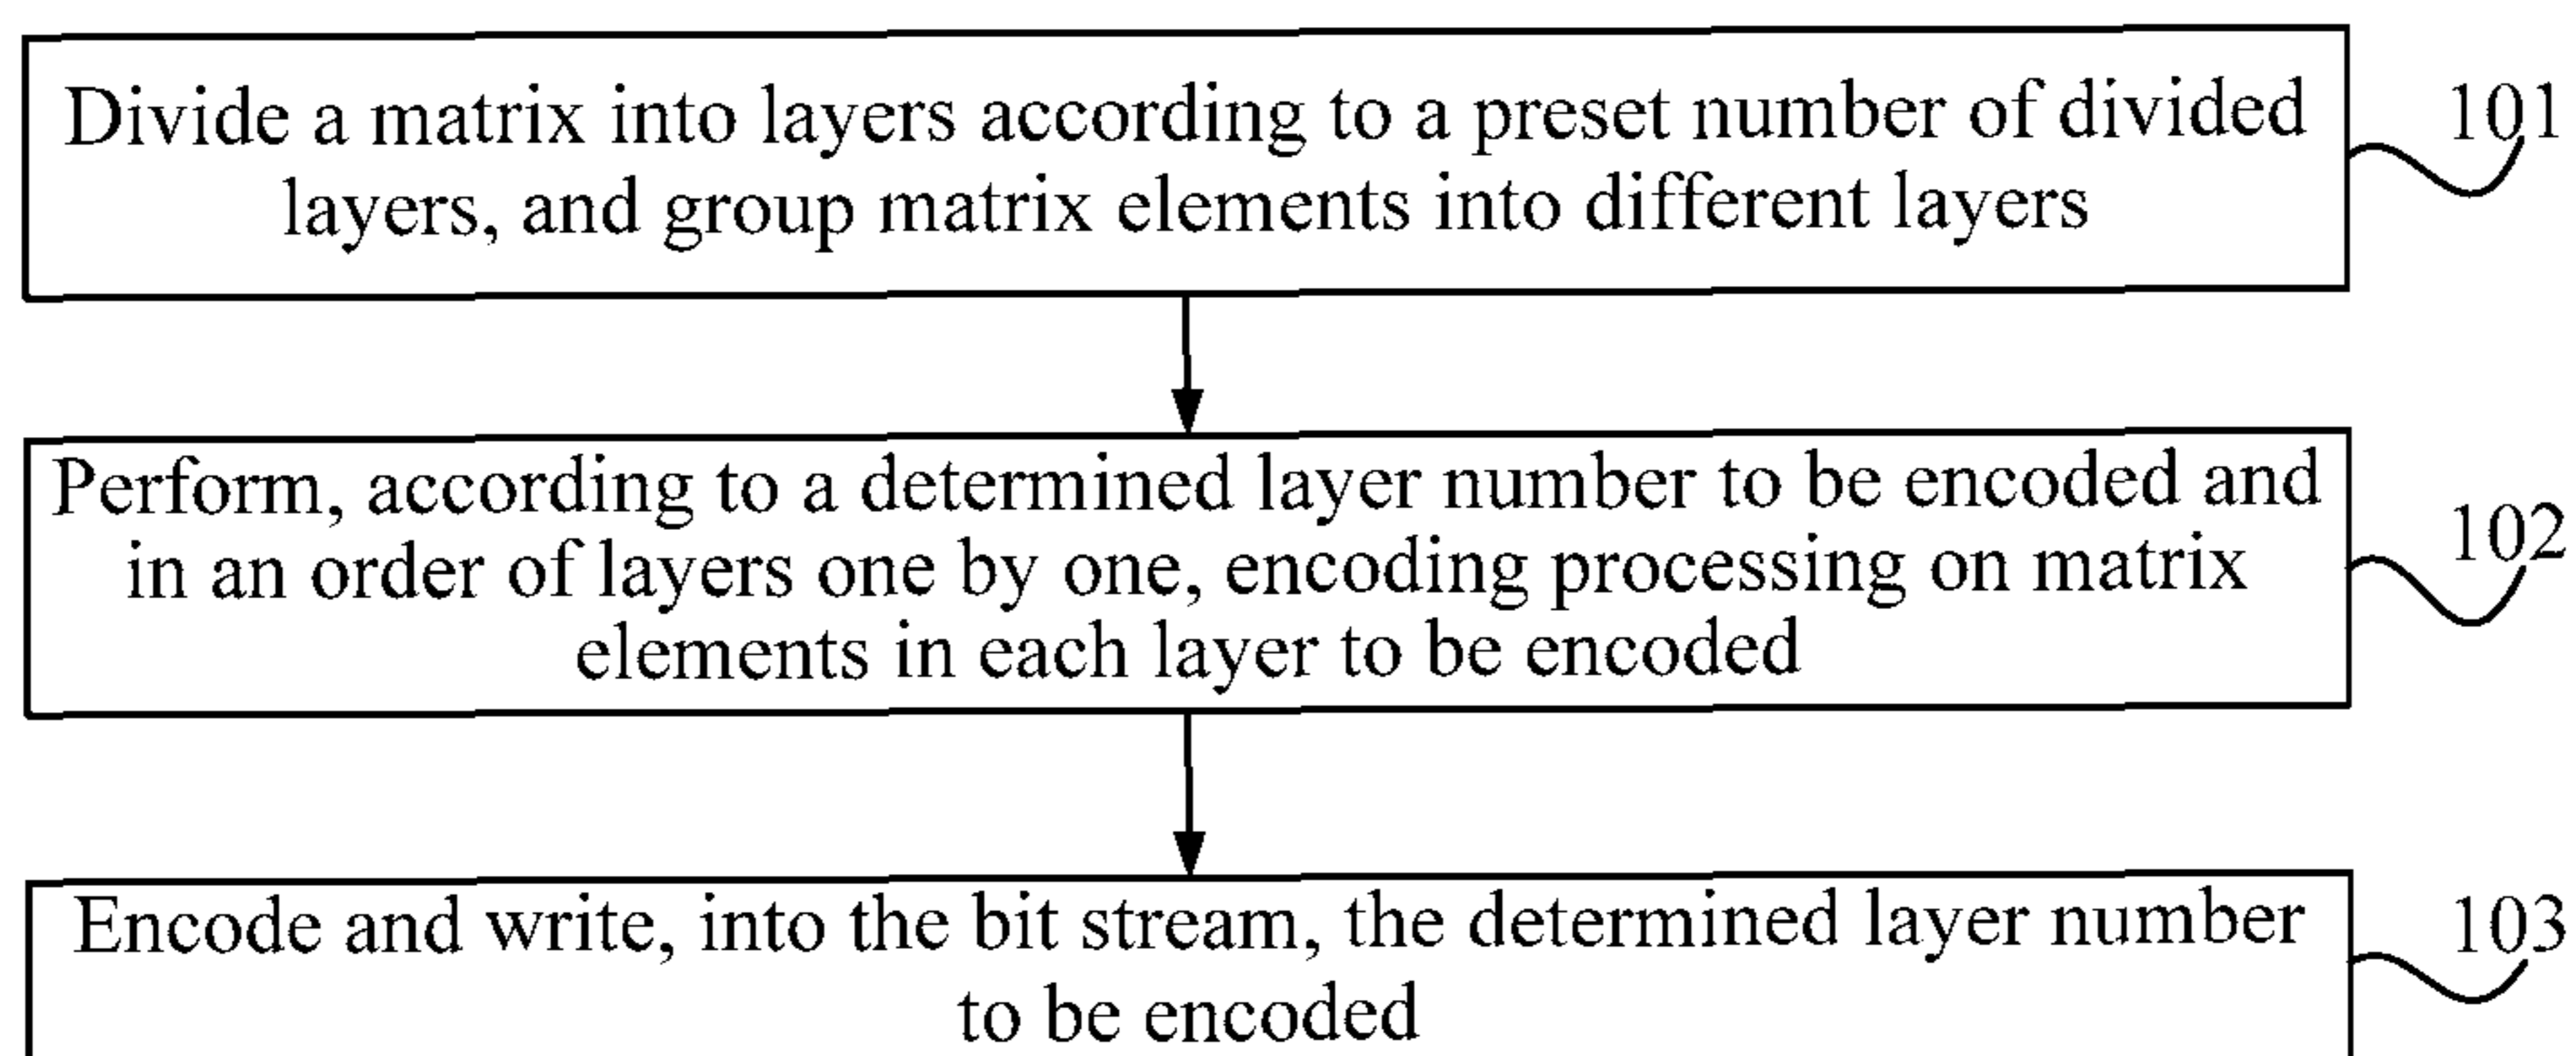 Divide a matrix into layers according to a preset number of divided
layers, and group matrix elements into different layers
101
Perform, according to a determined layer number to be encoded and
in an order of layers one by one, encoding processing on matrix
elements in each layer to be encoded
102
Encode and write, into the bit stream, the determined layer number
to be encoded
103